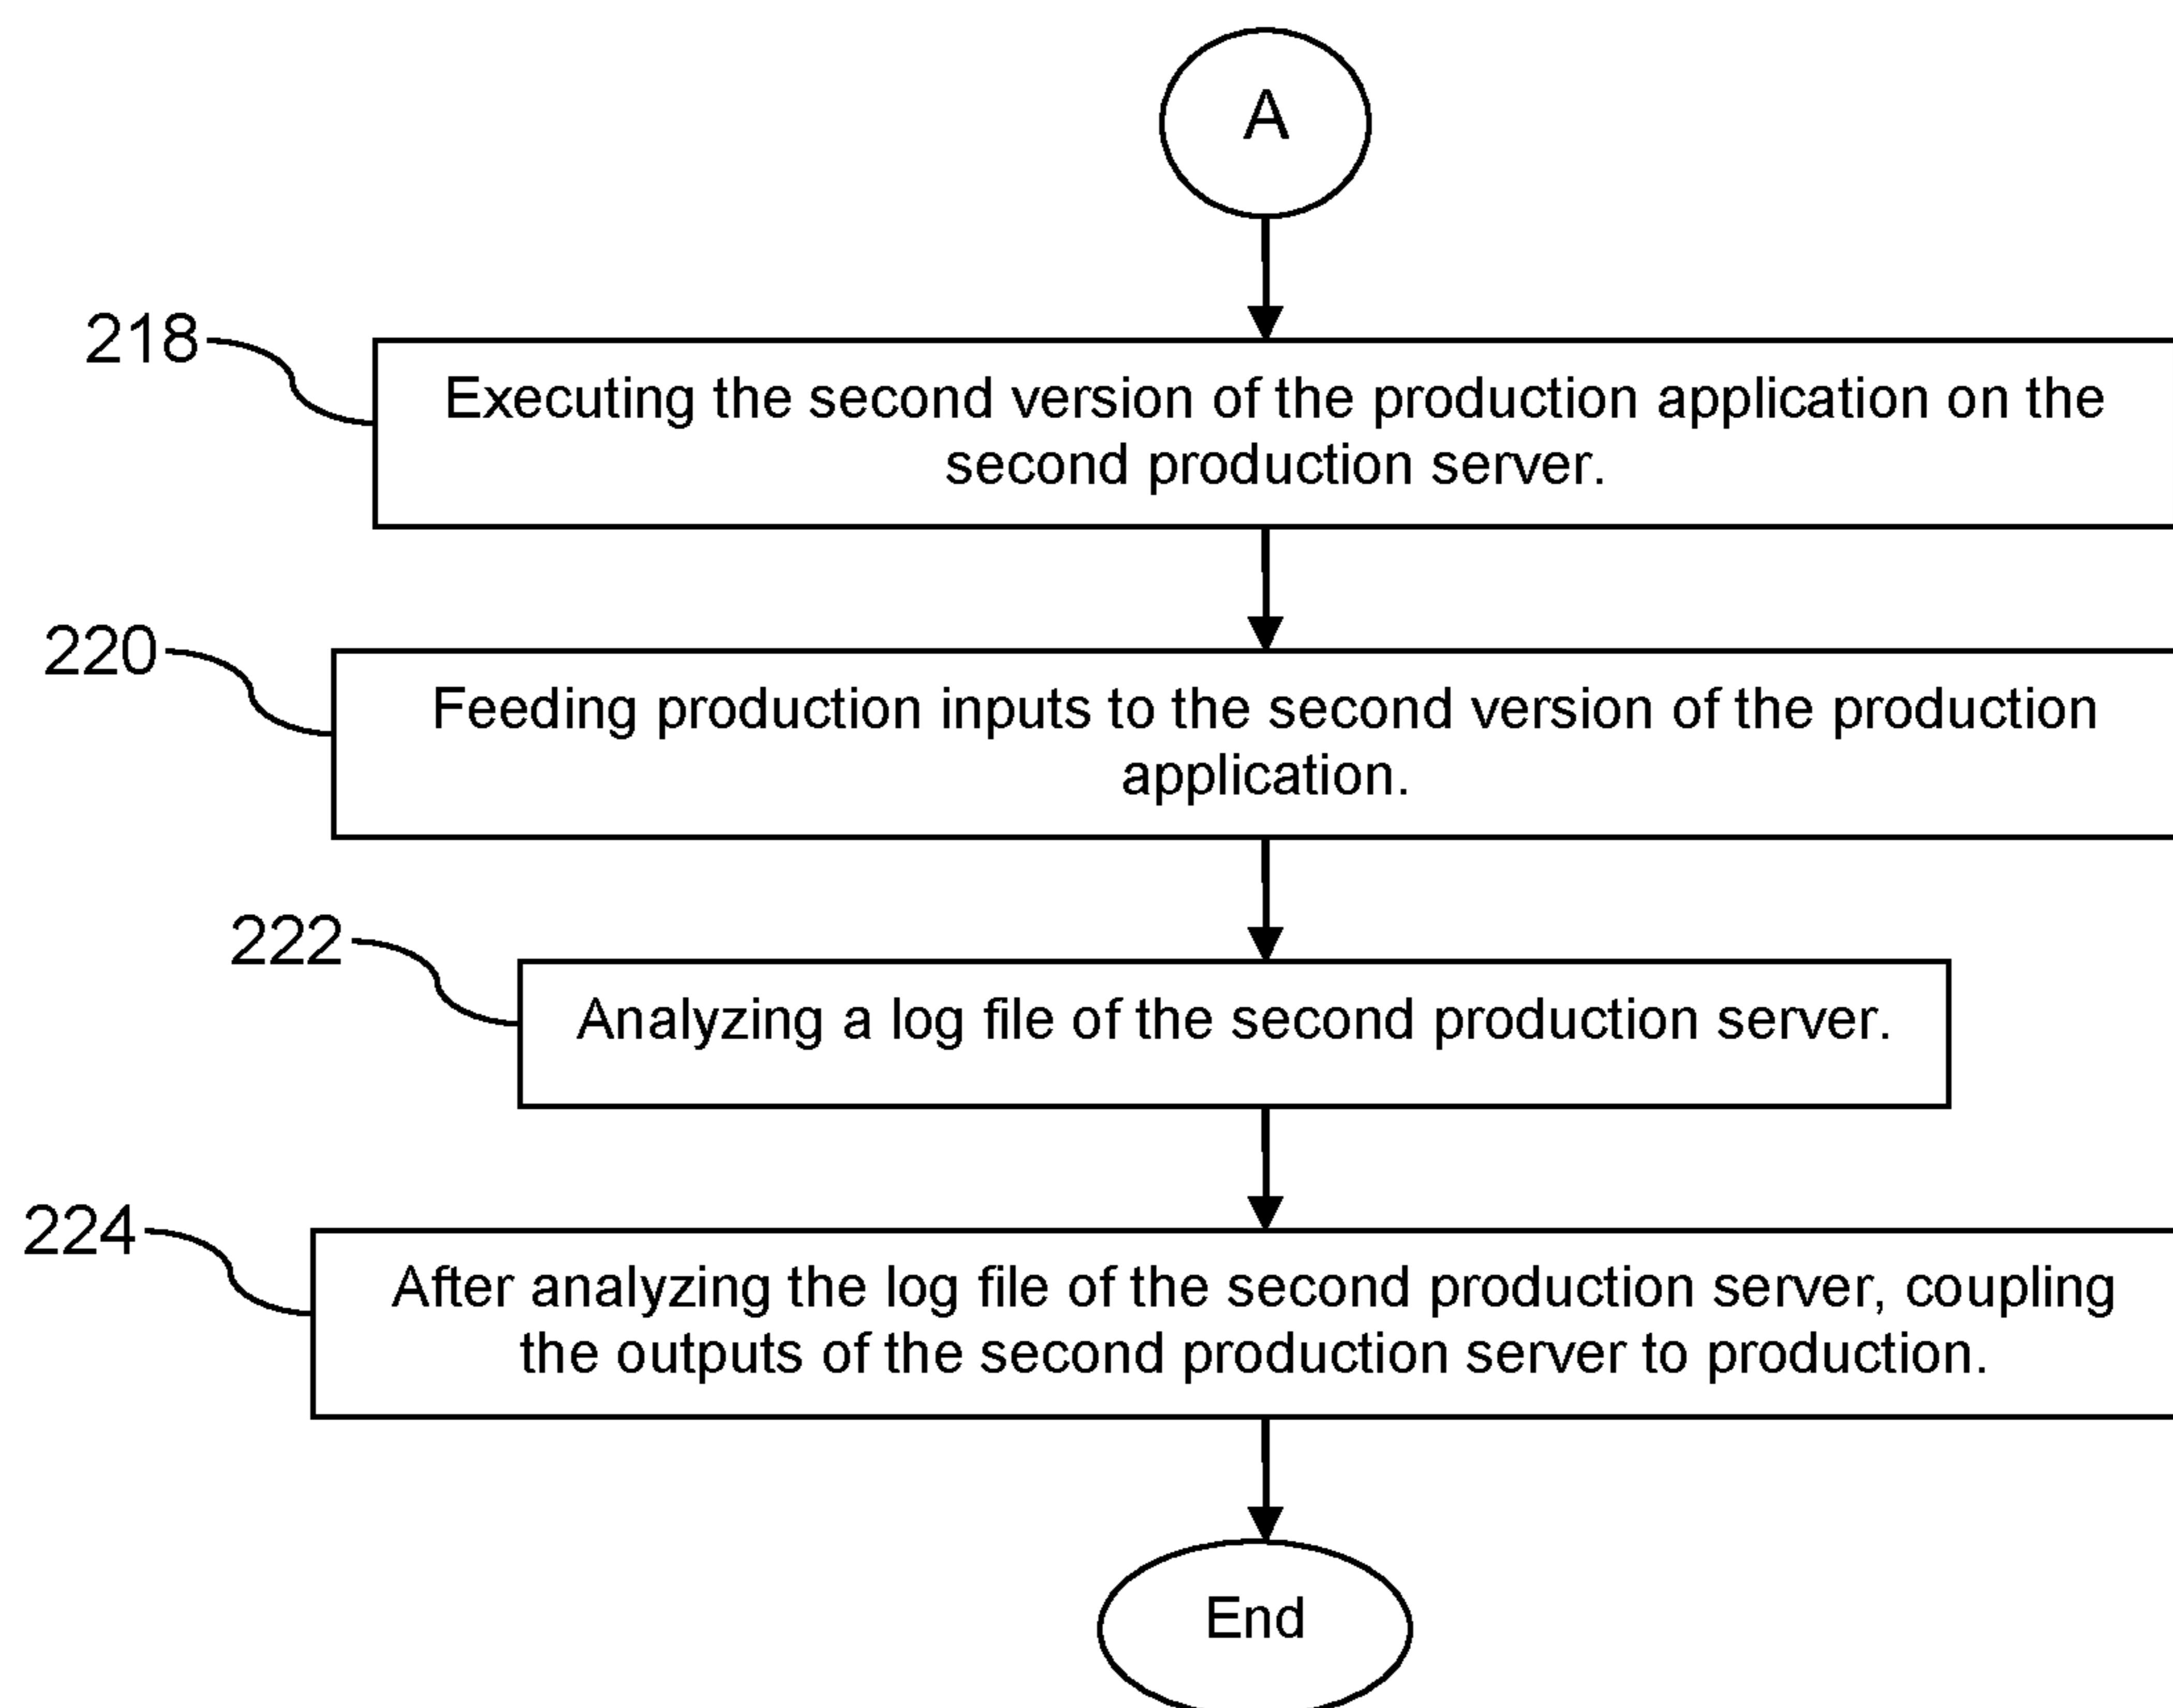 A
218
Executing the second version of the production application on the
second production server.
220
Feeding production inputs to the second version of the production
application.
222
Analyzing a log file of the second production server.
224
After analyzing the log file of the second production server, coupling
the outputs of the second production server to production.
End